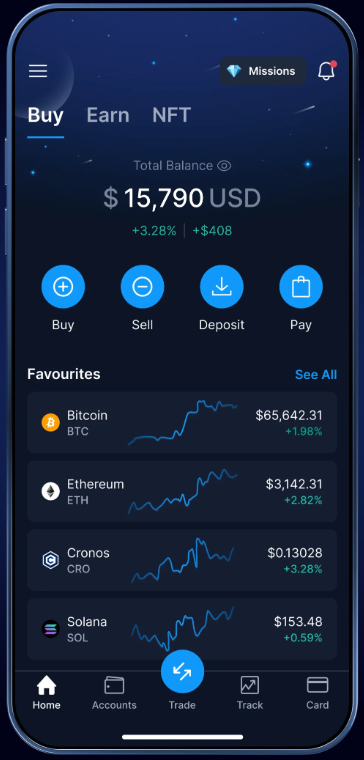 Missions
Buy Earn NFT
Total Balance
$ 15,790 USD
+3.28% +$408
Buy Sell Deposit Pay
Favourites See All
Bitcoin $65,642.31
BTC +1.98%
Ethereum $3,142.31
ETH +2.82%
Cronos $0.13028
CRO +3.28%
Solana $153.48
SOL +0.59%
Home Accounts Trade Track Card